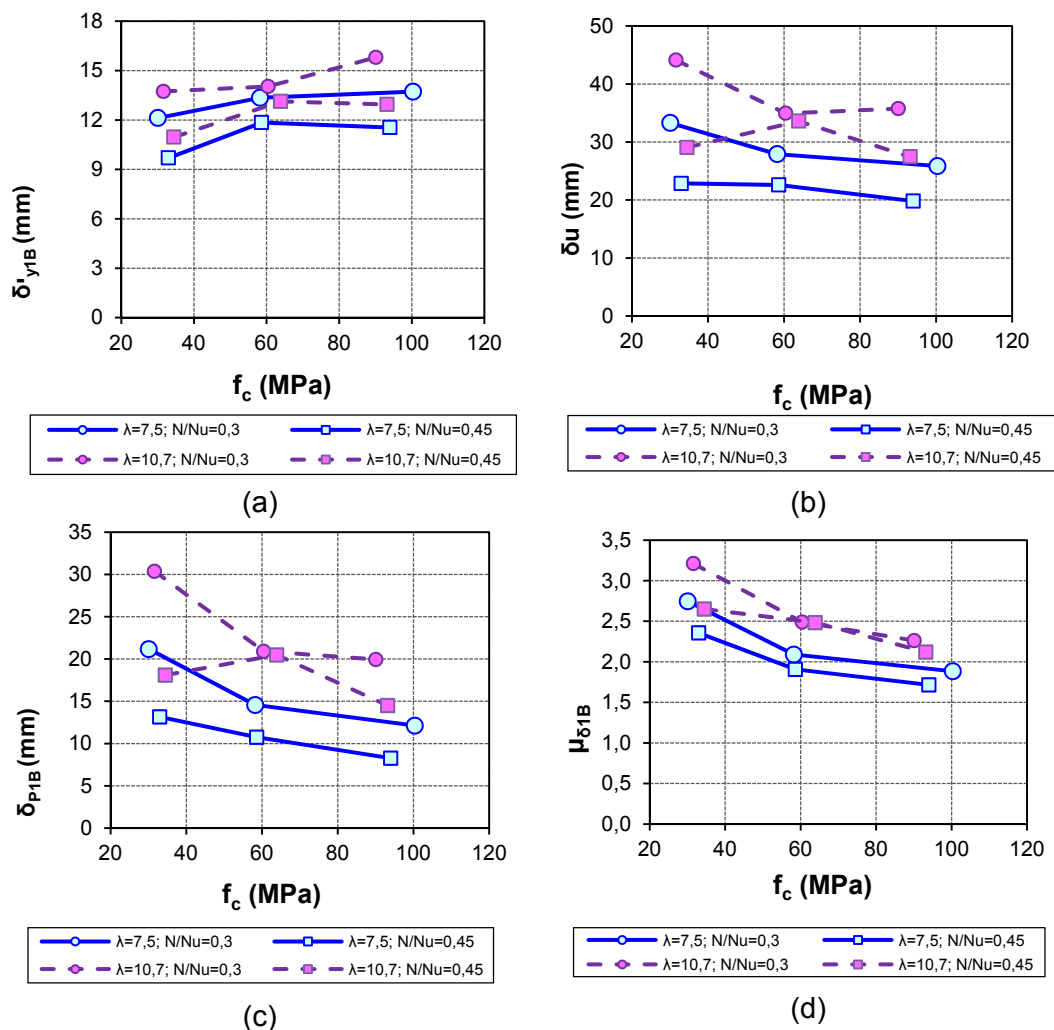 18
15
12
9
6
3
0
20 40 60 80 100 120
δ'y1B (mm)
fc (MPa)
λ=7,5; N/Nu=0,3
λ=7,5; N/Nu=0,45
λ=10,7; N/Nu=0,3
λ=10,7; N/Nu=0,45
(a)
50
40
30
20
10
0
20 40 60 80 100 120
δu (mm)
fc (MPa)
λ=7,5; N/Nu=0,3
λ=7,5; N/Nu=0,45
λ=10,7; N/Nu=0,3
λ=10,7; N/Nu=0,45
(b)
35
30
25
20
15
10
5
0
20 40 60 80 100 120
δP1B (mm)
fc (MPa)
λ=7,5; N/Nu=0,3
λ=7,5; N/Nu=0,45
λ=10,7; N/Nu=0,3
λ=10,7; N/Nu=0,45
(c)
3,5
3,0
2,5
2,0
1,5
1,0
0,5
0,0
20 40 60 80 100 120
μδ1B
fc (MPa)
λ=7,5; N/Nu=0,3
λ=7,5; N/Nu=0,45
λ=10,7; N/Nu=0,3
λ=10,7; N/Nu=0,45
(d)